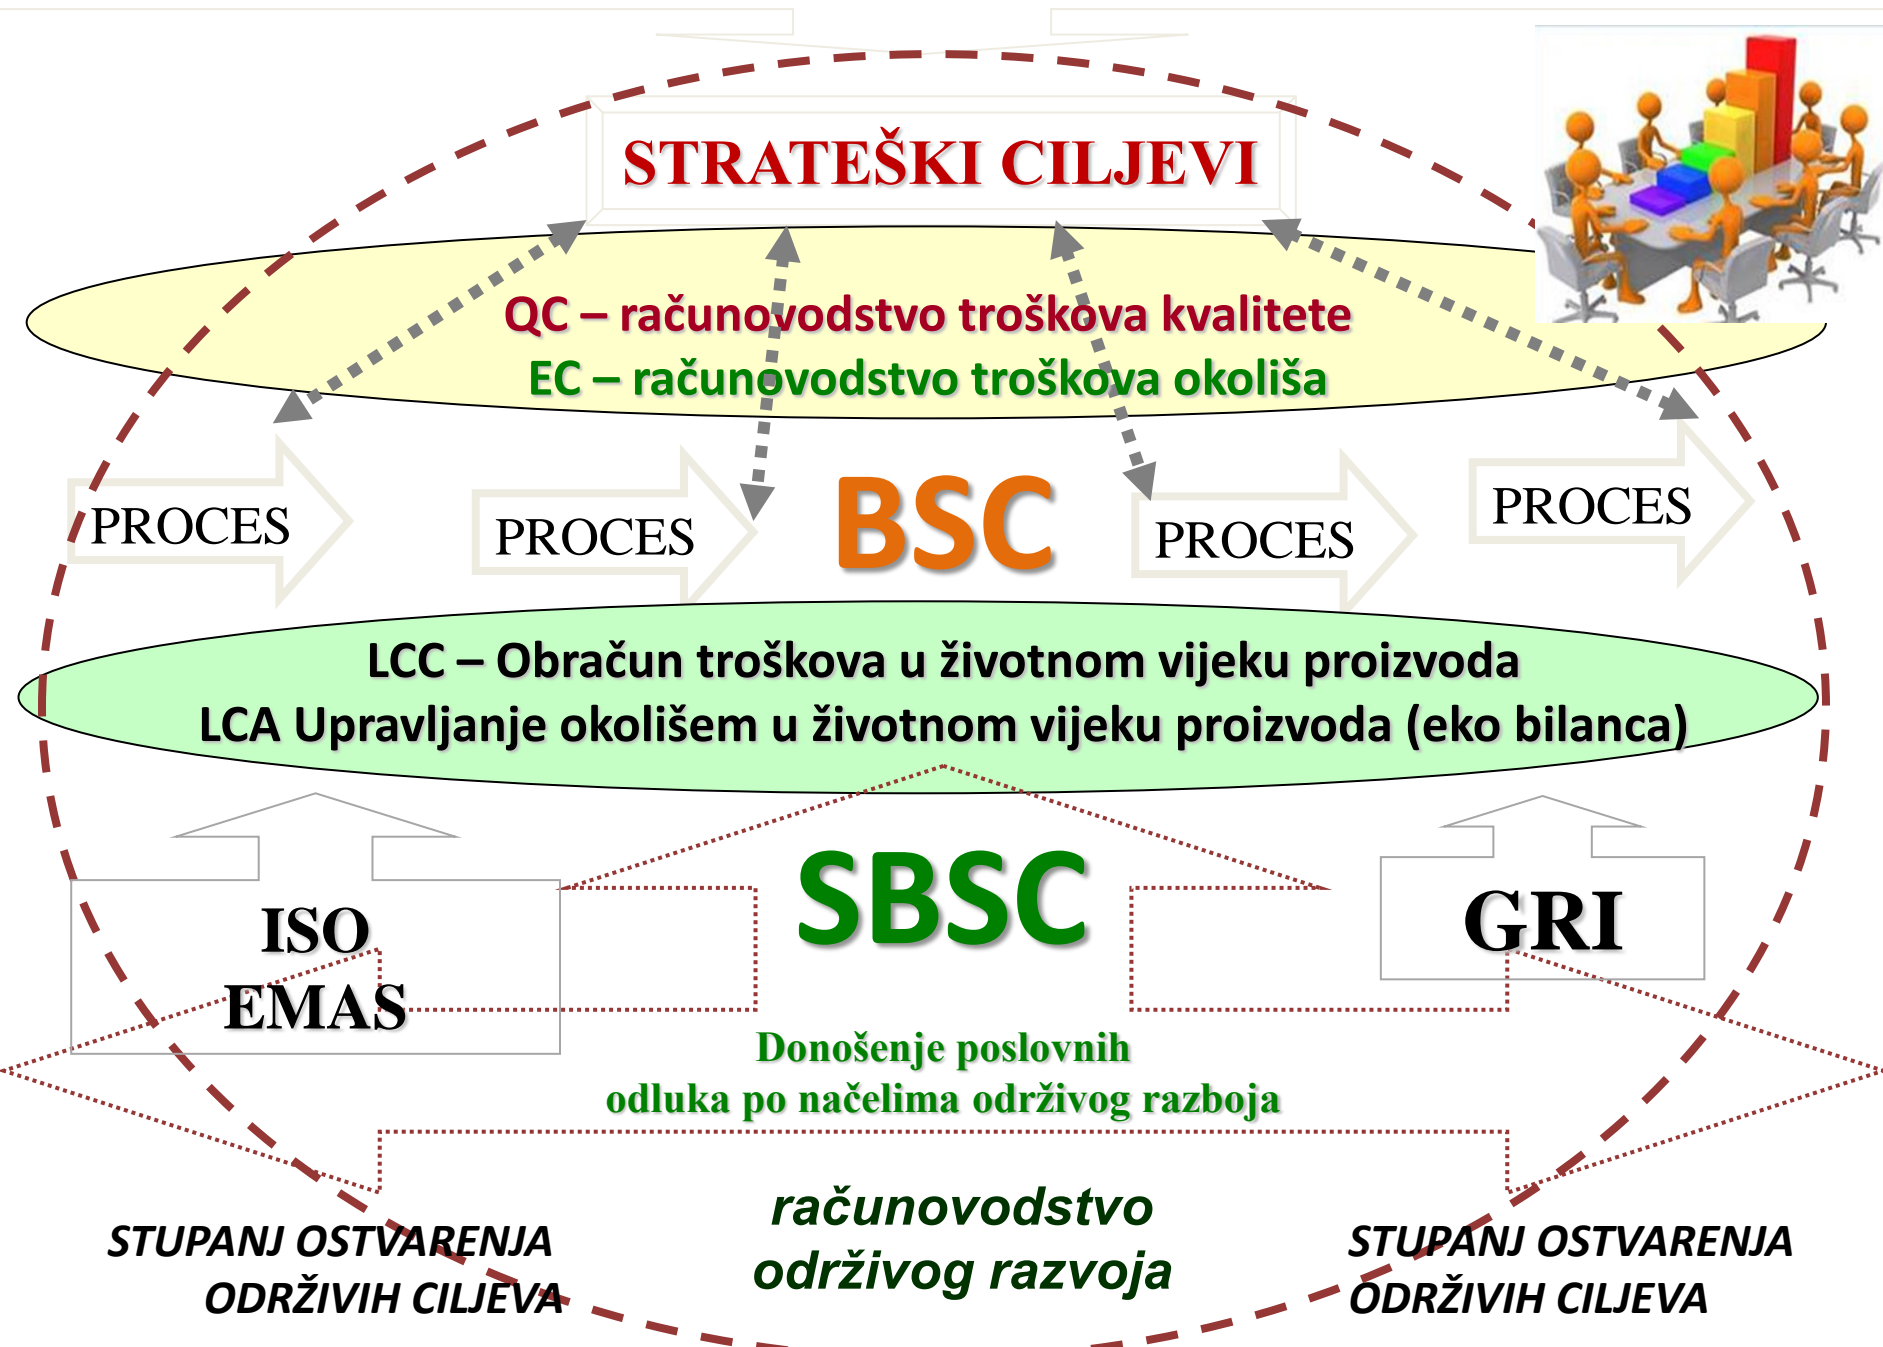 STRATEŠKI CILJEVI
QC – računovodstvo troškova kvalitete
EC – računovodstvo troškova okoliša
PROCES
PROCES
BSC
PROCES
PROCES
LCC – Obračun troškova u životnom vijeku proizvoda
LCA Upravljanje okolišem u životnom vijeku proizvoda (eko bilanca)
ISO
EMAS
SBSC
GRI
Donošenje poslovnih
odluka po načelima održivog razboja
računovodstvo
održivog razvoja
STUPANJ OSTVARENJA
ODRŽIVIH CILJEVA
STUPANJ OSTVARENJA
ODRŽIVIH CILJEVA